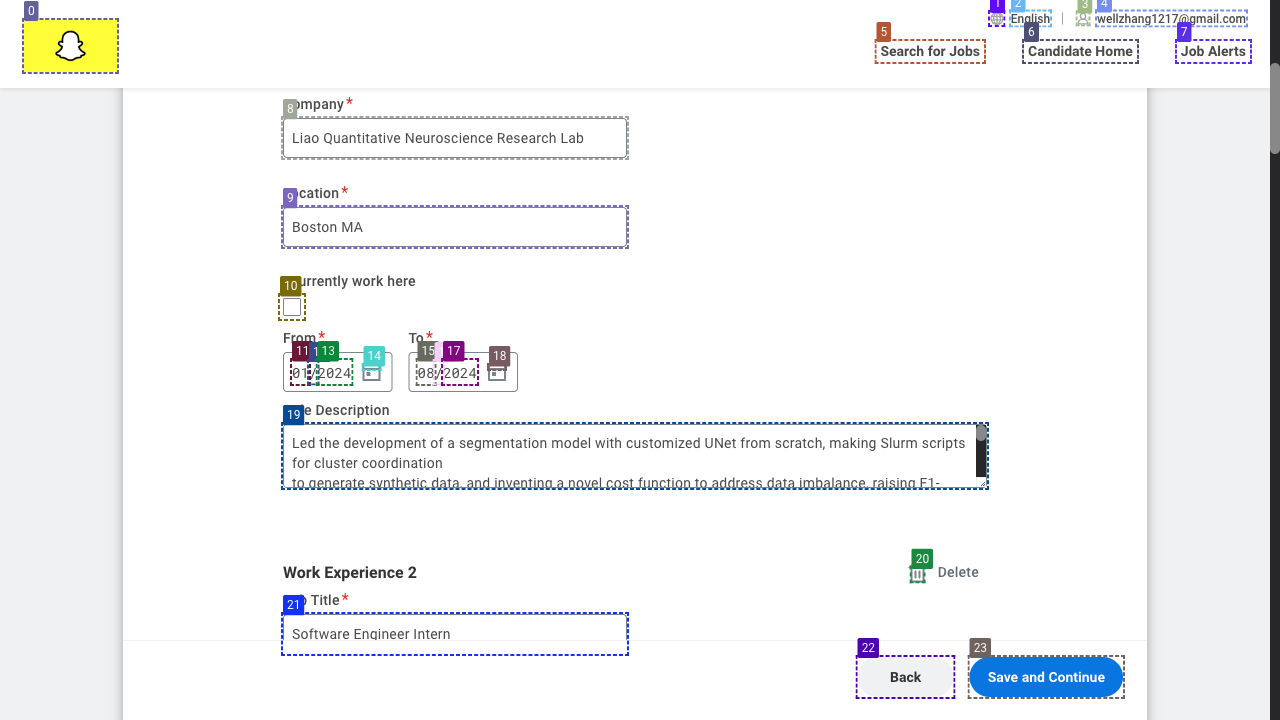 0
1
2
3
4
English
wellzhang1217@gmail.com
5
6
7
Search for Jobs
Candidate Home
Job Alerts
8
ompany*
Liao Quantitative Neuroscience Research Lab
9
ocation*
Boston MA
10
urrently work here
From*
To*
11
13
14
15
17
18
01/2024
08/2024
19
e Description
Led the development of a segmentation model with customized UNet from scratch, making Slurm scripts
for cluster coordination
to generate synthetic data, and inventing a novel cost function to address data imbalance, raising F1-
Work Experience 2
20
Delete
21
Title*
Software Engineer Intern
22
Back
23
Save and Continue